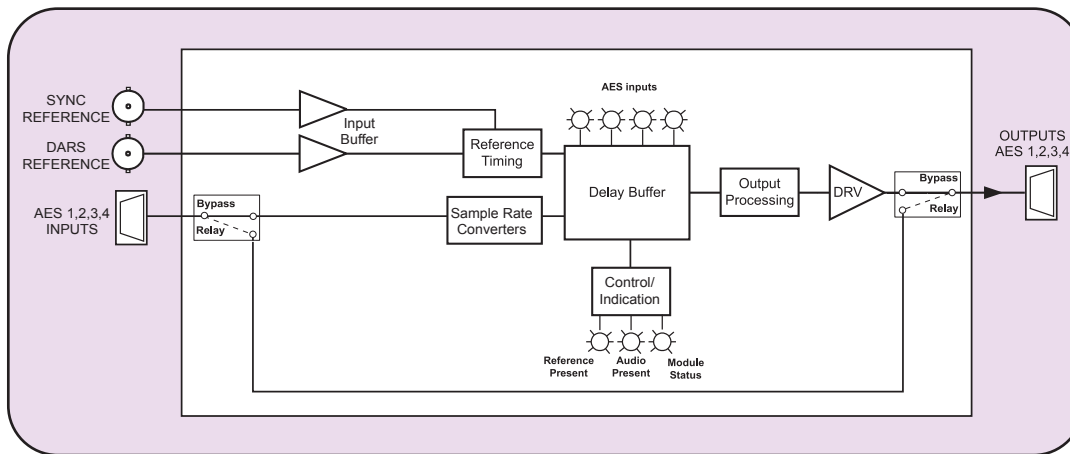 SYNC
REFERENCE
DARS
REFERENCE
AES 1,2,3,4
INPUTS
Input
Buffer
Reference
Timing
AES inputs
Bypass
Relay
Sample Rate
Converters
Delay Buffer
Output
Processing
DRV
Bypass
Relay
OUTPUTS
AES 1,2,3,4
Control/
Indication
Reference
Present
Audio
Present
Module
Status